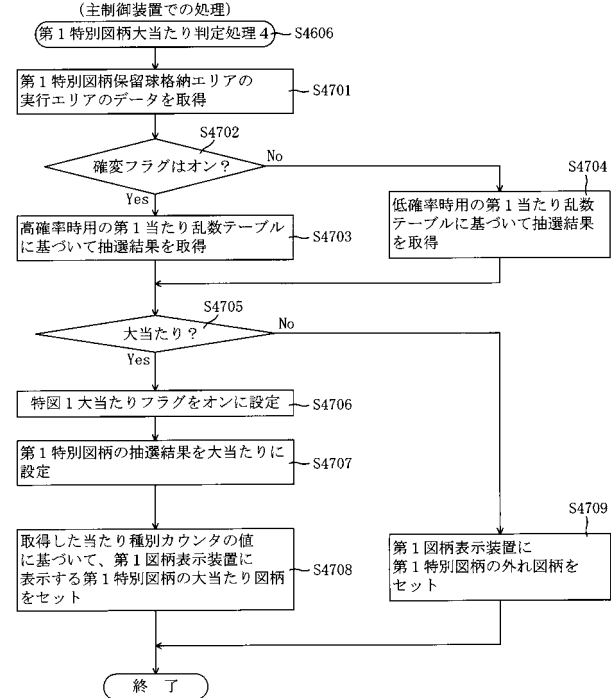 (主制御装置での処理)
第1特別図柄大当たり判定処理4
S4606
第1特別図柄保留球格納エリアの
実行エリアのデータを取得
S4701
S4702
確変フラグはオン?
No
Yes
S4704
高確率時用の第1当たり乱数テーブル
に基づいて抽選結果を取得
S4703
低確率時用の第1当たり乱数
テーブルに基づいて抽選結果
を取得
S4705
大当たり?
No
Yes
特図1大当たりフラグをオンに設定
S4706
第1特別図柄の抽選結果を大当たりに
設定
S4707
取得した当たり種別カウンタの値
に基づいて、第1図柄表示装置に
表示する第1特別図柄の大当たり図柄
をセット
S4708
S4709
第1図柄表示装置に
第1特別図柄の外れ図柄を
セット
終 了